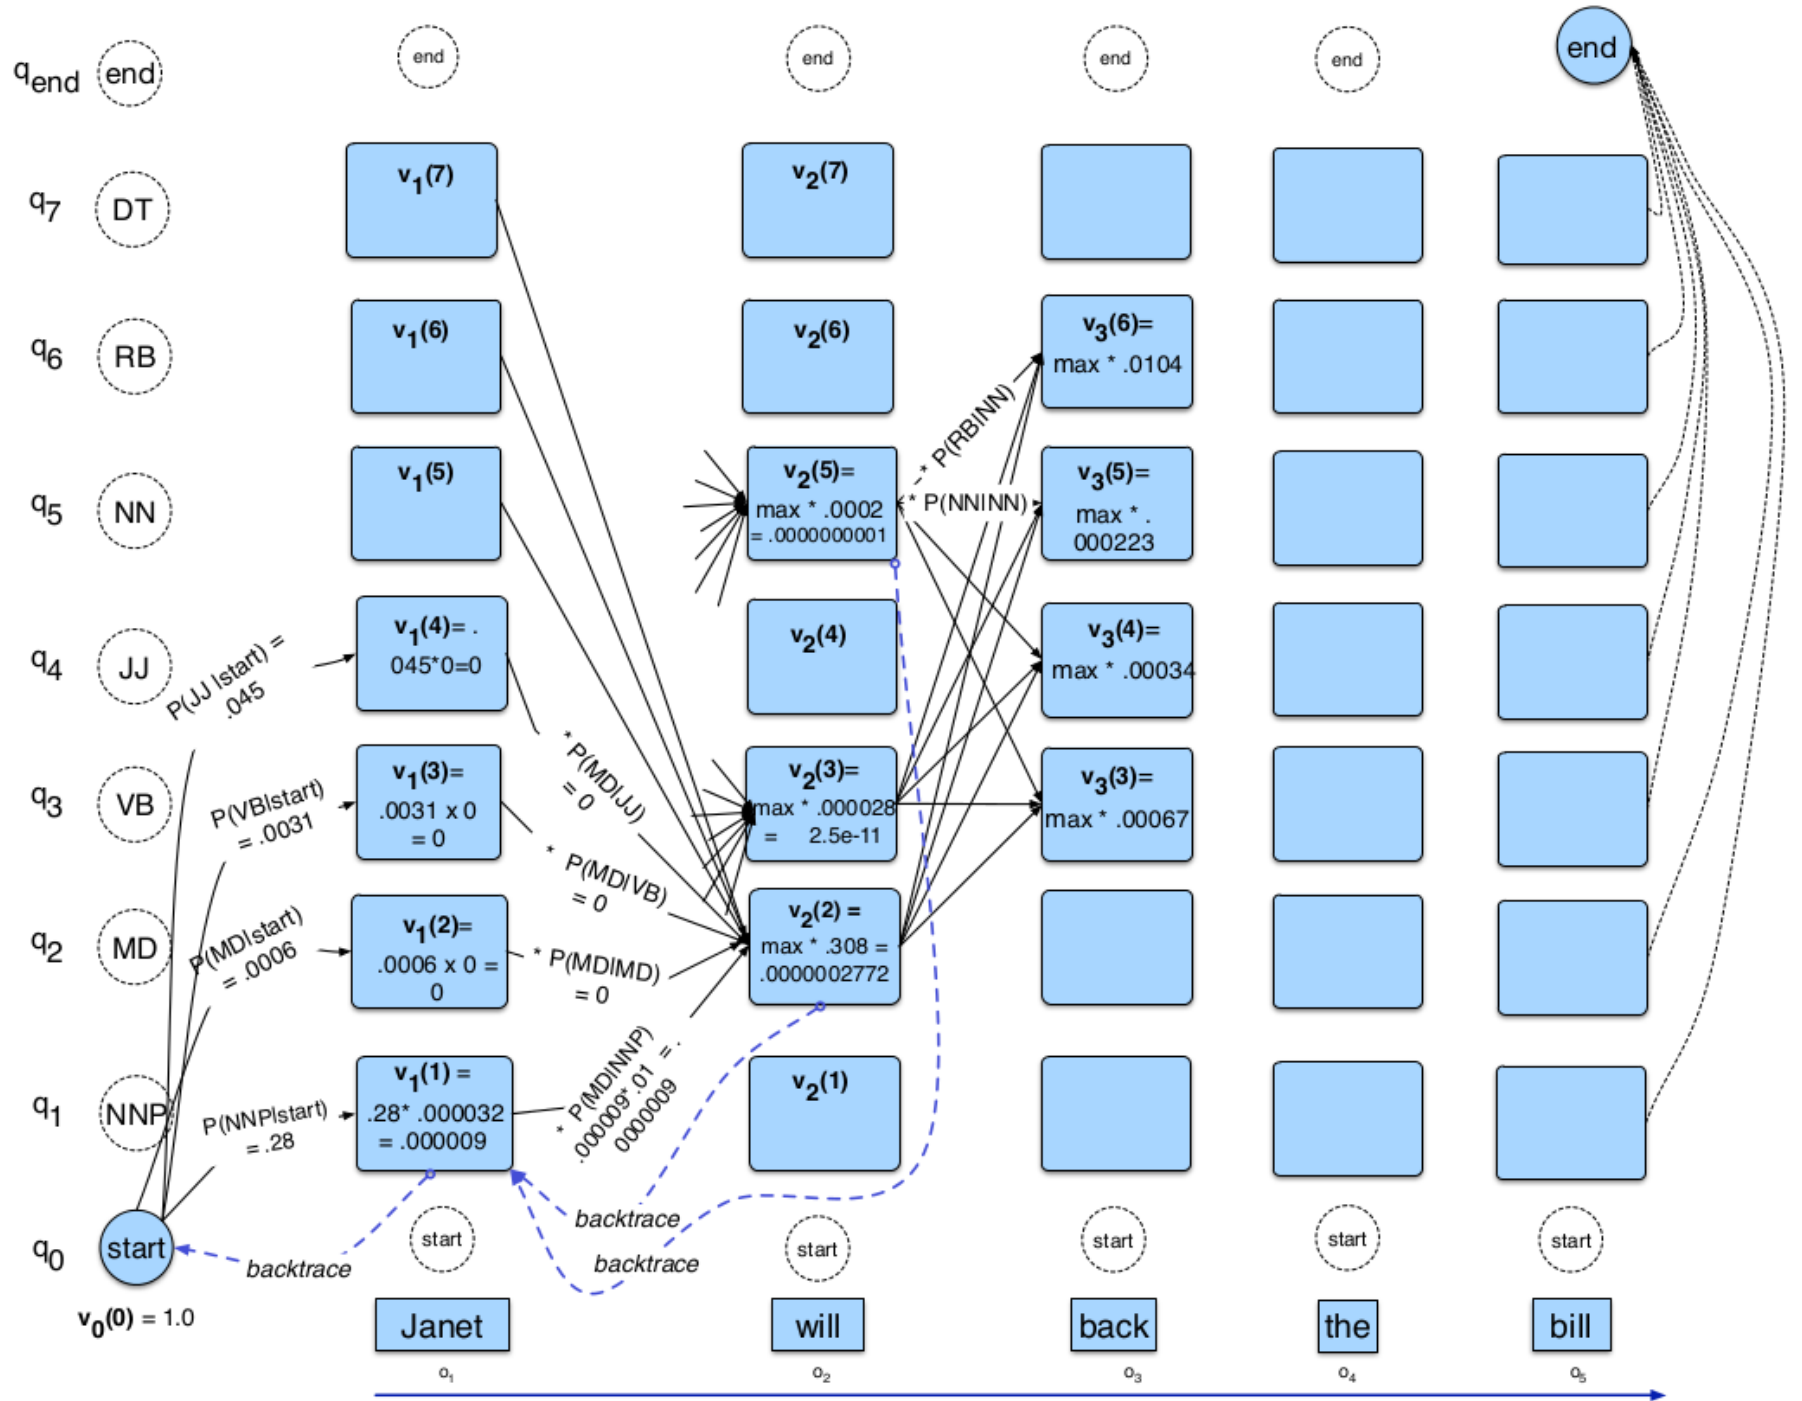 q_end end end end end end end
q7 DT v1(7) v2(7)
q6 RB v1(6) v2(6) v3(6)=
max * .0104
* P(RB|NN)
q5 NN v1(5) v2(5)=
max * .0002
= .0000000001
* P(NN|NN)
v3(5)=
max * .
000223
q4 JJ
P(JJ |start) =
.045
v1(4)= .
045*0=0
* P(MD|JJ)
= 0
v2(4)
v3(4)=
max * .00034
q3 VB
P(VB|start)
= .0031
v1(3)=
.0031 x 0
= 0
* P(MD|VB)
= 0
v2(3)=
max * .000028
= 2.5e-11
v3(3)=
max * .00067
q2 MD
P(MD|start)
= .0006
v1(2)=
.0006 x 0 =
0
* P(MD|MD)
= 0
v2(2) =
max * .308 =
.0000002772
q1 NNP
P(NNP|start)
= .28
v1(1) =
.28* .000032
= .000009
* P(MD|NNP)
.000009*.01 = .
0000009
v2(1)
q0 start start start start start start
backtrace
backtrace
backtrace
v0(0) = 1.0
Janet will back the bill
o1 o2 o3 o4 o5